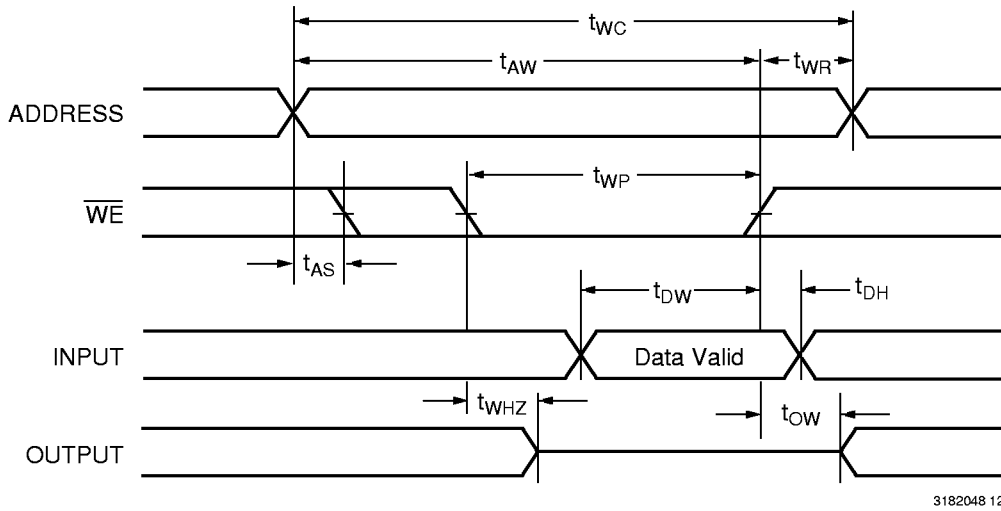 tWC
tAW
tWR
ADDRESS
tWP
WE
tAS
tDW
tDH
INPUT
Data Valid
tWHZ
tOW
OUTPUT
3182048 12